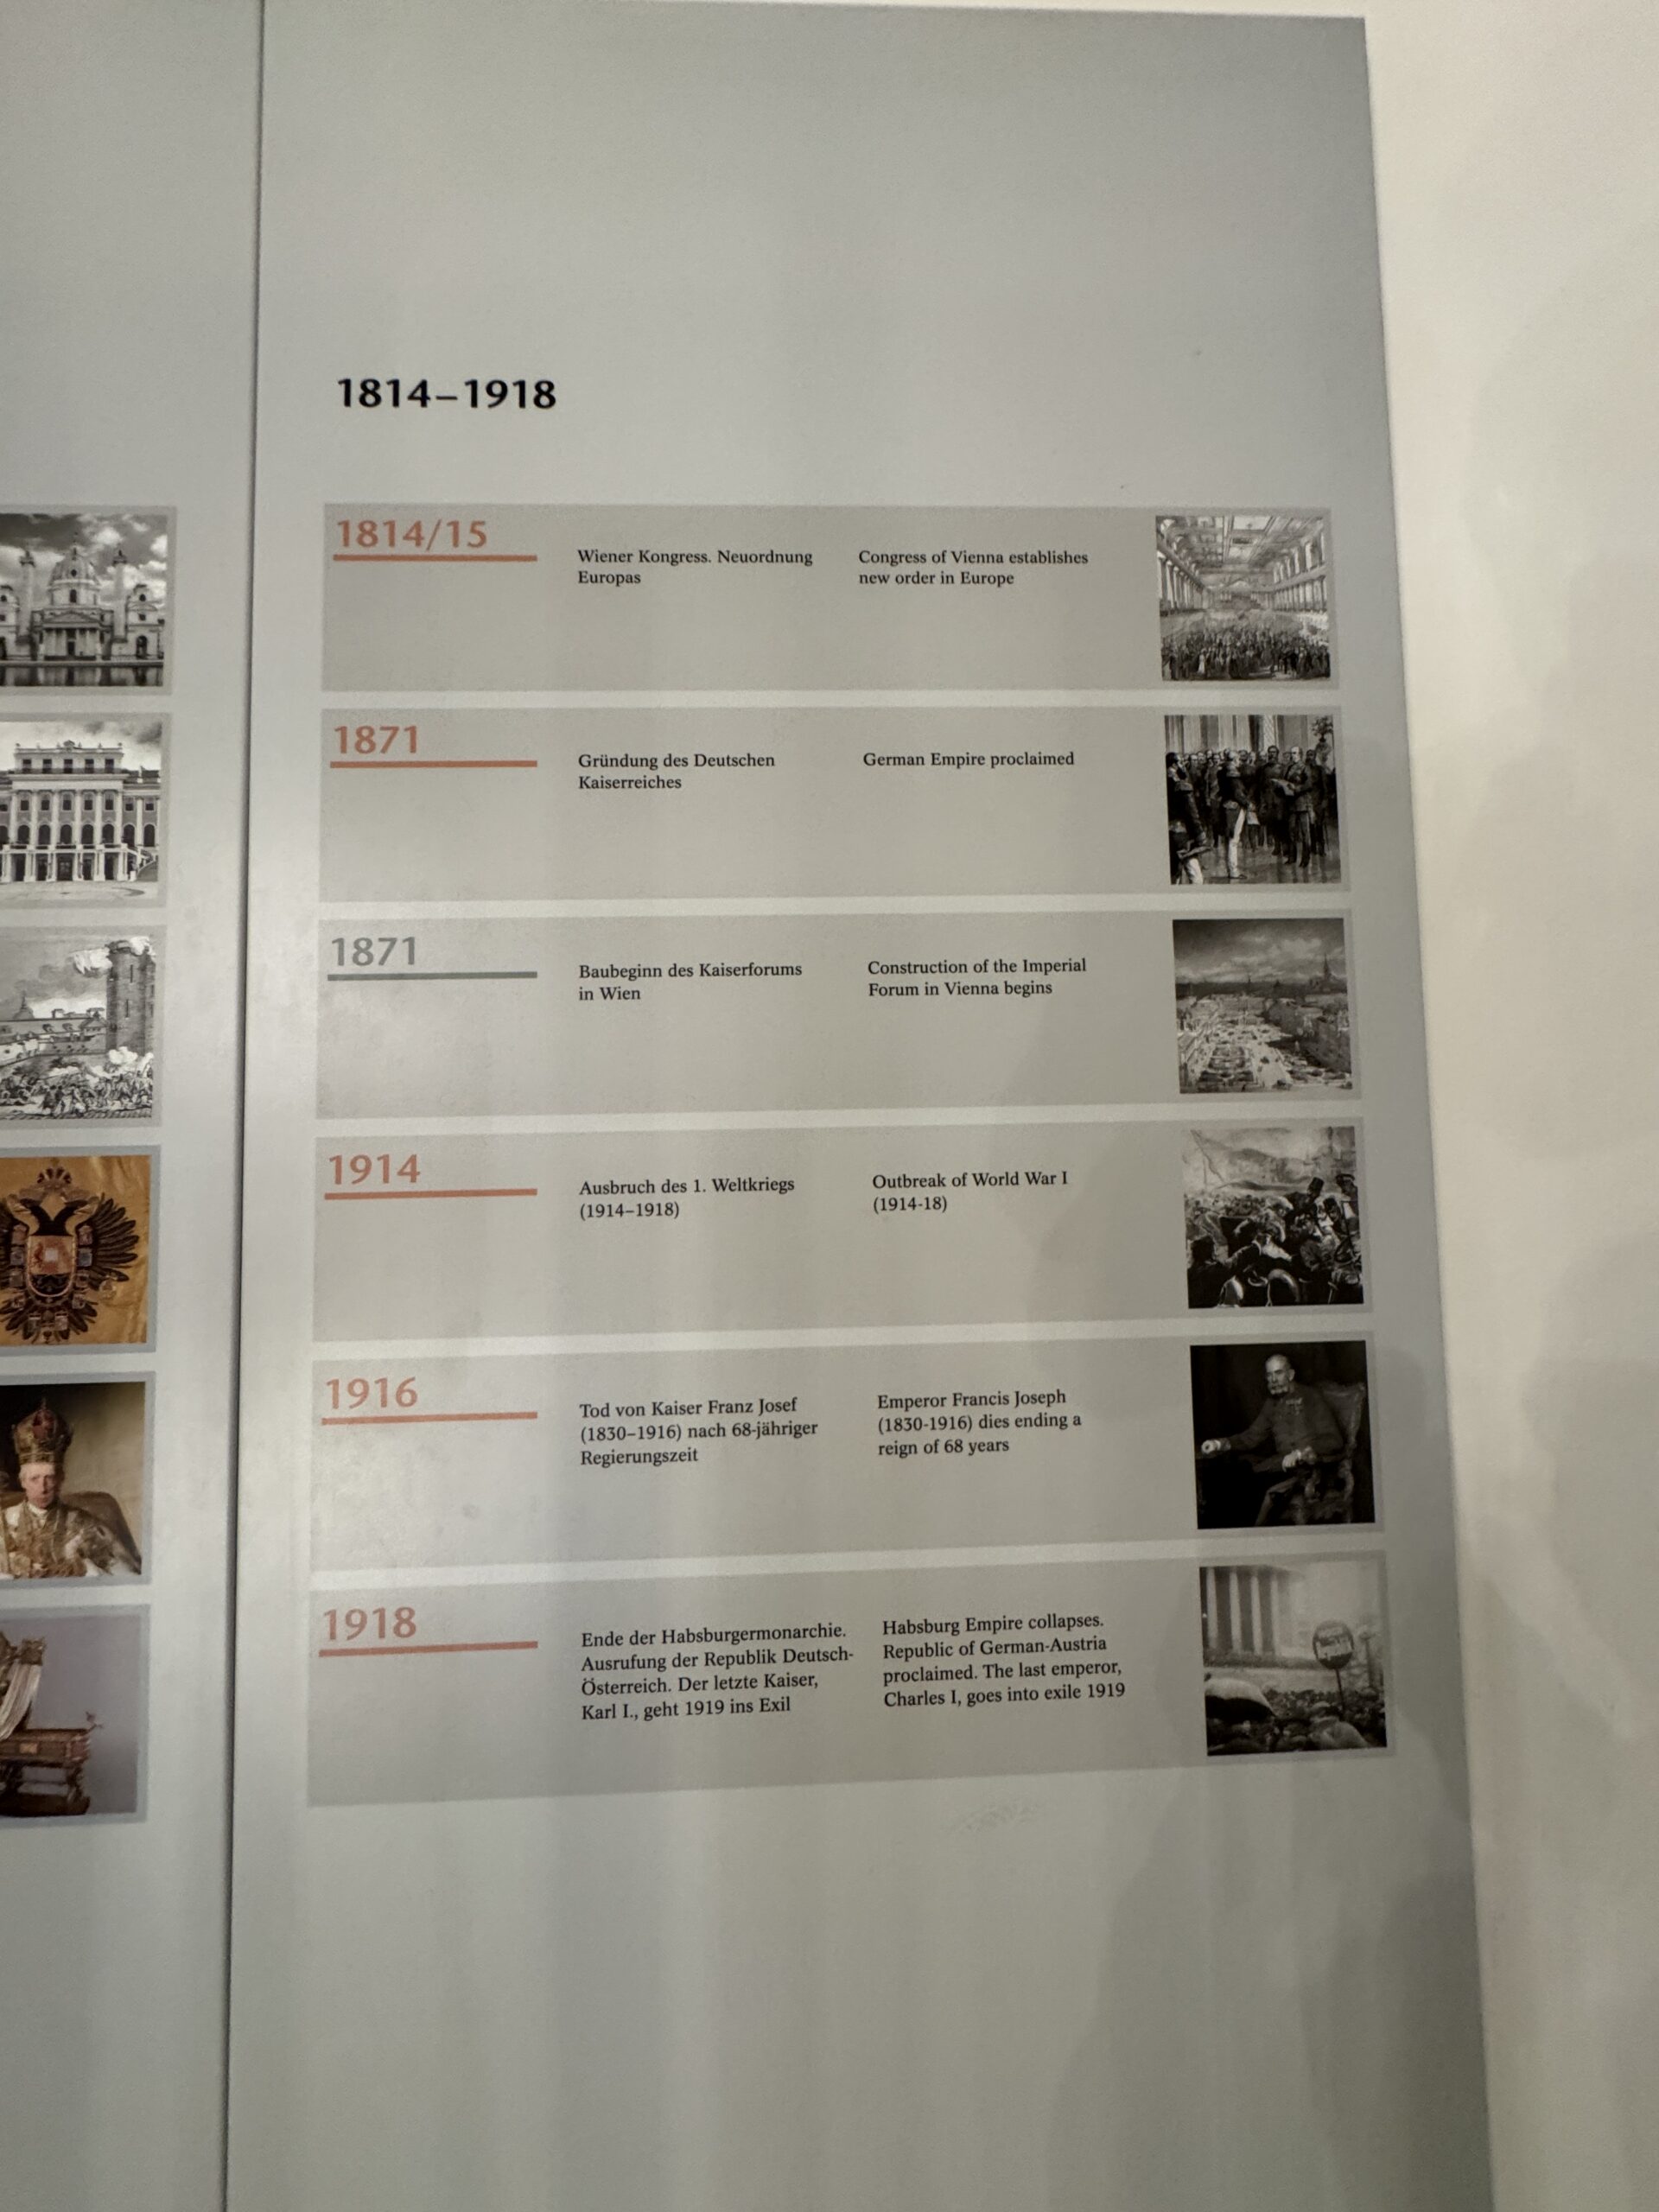 1814–1918
1814/15
Wiener Kongress. Neuordnung
Europas
Congress of Vienna establishes
new order in Europe
1871
Gründung des Deutschen
Kaiserreiches
German Empire proclaimed
1871
Baubeginn des Kaiserforums
in Wien
Construction of the Imperial
Forum in Vienna begins
1914
Ausbruch des 1. Weltkriegs
(1914–1918)
Outbreak of World War I
(1914-18)
1916
Tod von Kaiser Franz Josef
(1830–1916) nach 68-jähriger
Regierungszeit
Emperor Francis Joseph
(1830-1916) dies ending a
reign of 68 years
1918
Ende der Habsburgermonarchie.
Ausrufung der Republik Deutsch-
Österreich. Der letzte Kaiser,
Karl I., geht 1919 ins Exil
Habsburg Empire collapses.
Republic of German-Austria
proclaimed. The last emperor,
Charles I, goes into exile 1919